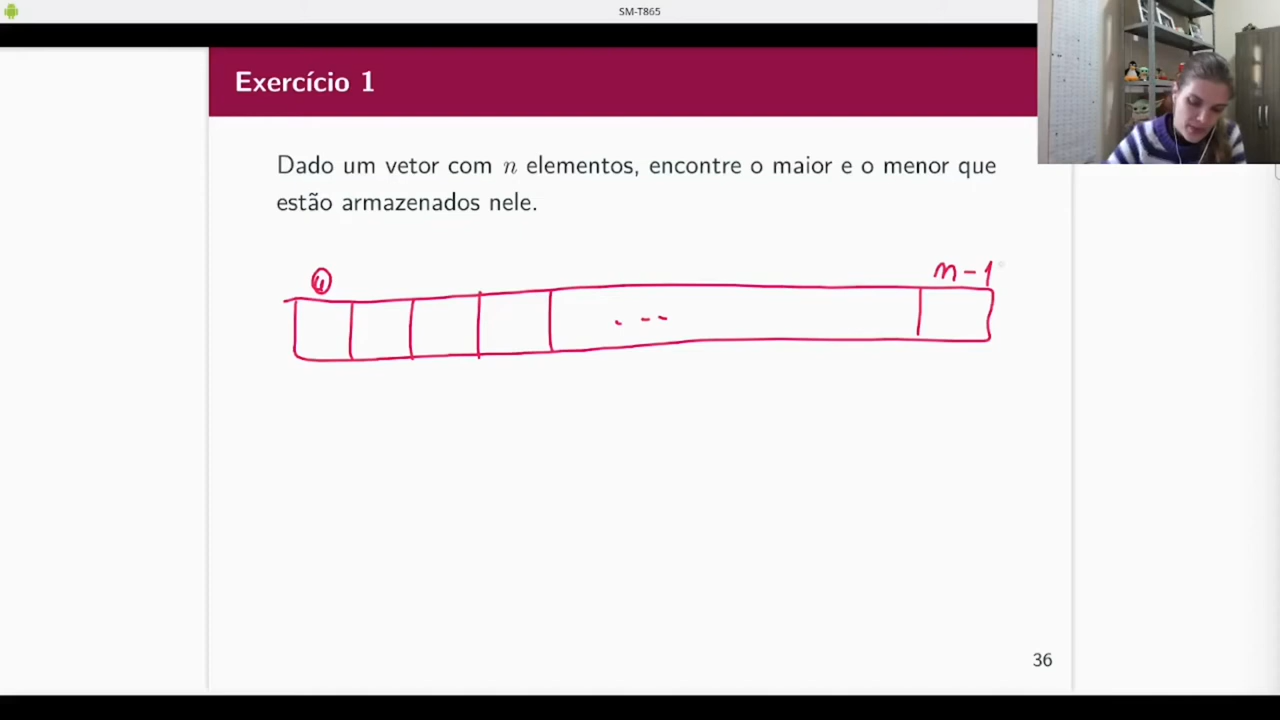 SM-T865
Exercício 1
Dado um vetor com n elementos, encontre o maior e o menor que
estão armazenados nele.
0 n-1
...
36